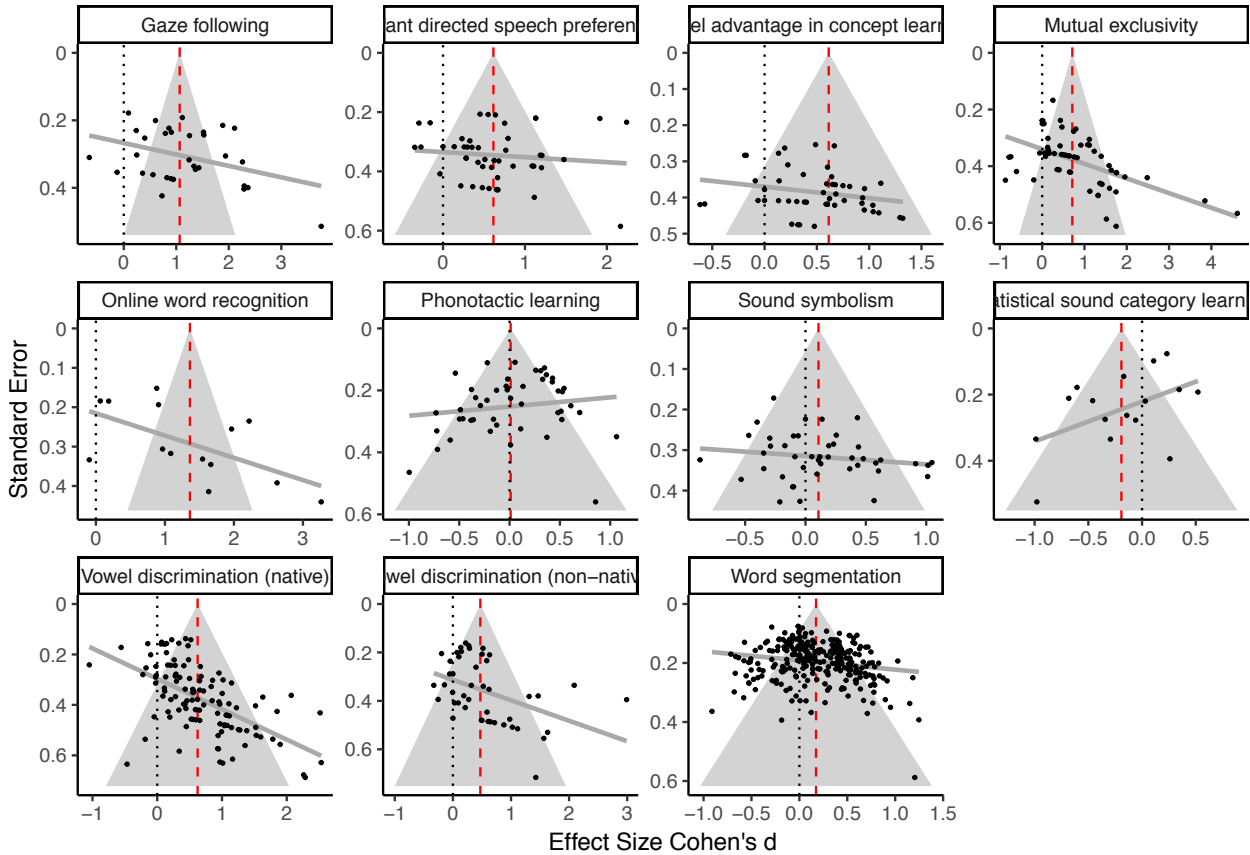 Gaze following
ant directed speech preferen
el advantage in concept learn
Mutual exclusivity
0
0.2
0.4
0 1 2 3
0
0.2
0.4
0.6
0 1 2
0
0.1
0.2
0.3
0.4
0.5
−0.5 0.0 0.5 1.0 1.5
0
0.2
0.4
0.6
−1 0 1 2 3 4
Online word recognition
Phonotactic learning
Sound symbolism
atistical sound category learn
0
0.1
0.2
0.3
0.4
0 1 2 3
0
0.2
0.4
0.6
−1.0 −0.5 0.0 0.5 1.0
0
0.1
0.2
0.3
0.4
−0.5 0.0 0.5 1.0
0
0.2
0.4
−1.0 −0.5 0.0 0.5
Vowel discrimination (native)
wel discrimination (non−nativ
Word segmentation
0
0.2
0.4
0.6
−1 0 1 2
0
0.2
0.4
0.6
−1 0 1 2 3
0
0.2
0.4
0.6
−1.0 −0.5 0.0 0.5 1.0 1.5
Standard Error
Effect Size Cohen's d